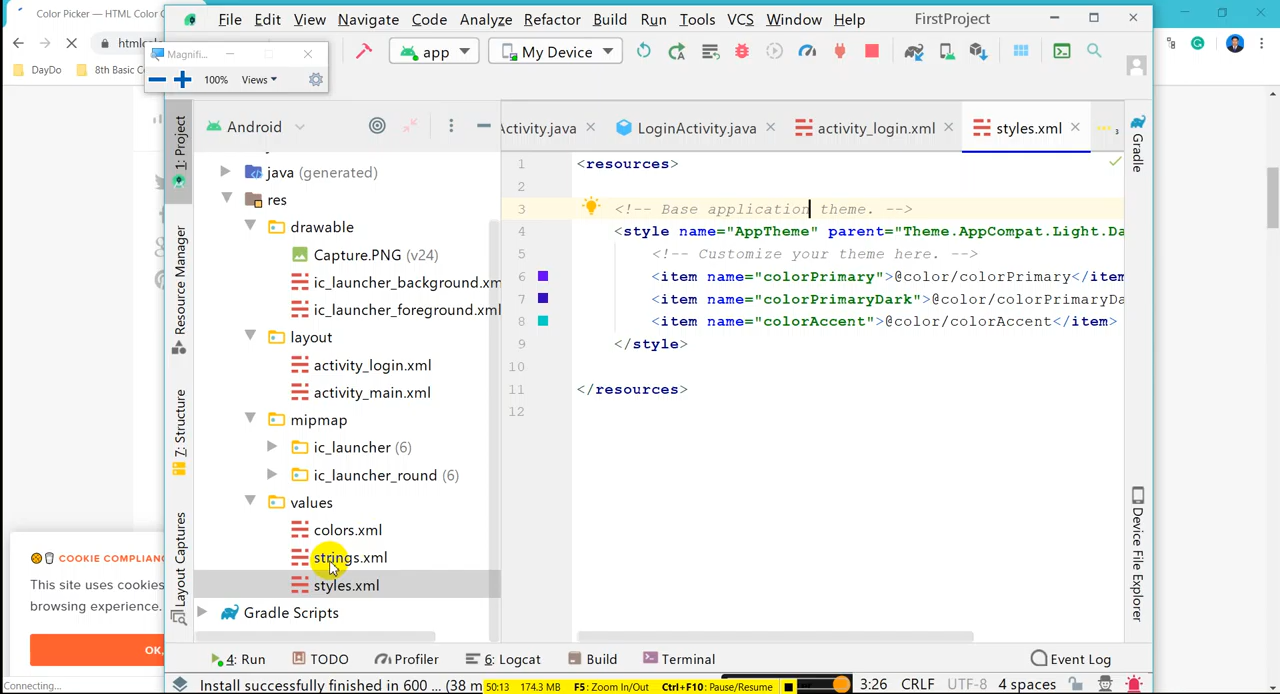 Color Picker — HTML Color C
File Edit View Navigate Code Analyze Refactor Build Run Tools VCS Window Help FirstProject
htmlc
DayDo 8th Basic C
Magnifi...
100% Views
app My Device
1: Project
Resource Manager
7: Structure
Layout Captures
Android
java (generated)
res
drawable
Capture.PNG (v24)
ic_launcher_background.xm
ic_launcher_foreground.xml
layout
activity_login.xml
activity_main.xml
mipmap
ic_launcher (6)
ic_launcher_round (6)
values
colors.xml
strings.xml
styles.xml
Gradle Scripts
Activity.java LoginActivity.java activity_login.xml styles.xml
1 <resources>
2
3 <!-- Base application theme. -->
4 <style name="AppTheme" parent="Theme.AppCompat.Light.Da
5 <!-- Customize your theme here. -->
6 <item name="colorPrimary">@color/colorPrimary</item
7 <item name="colorPrimaryDark">@color/colorPrimaryDa
8 <item name="colorAccent">@color/colorAccent</item>
9 </style>
10
11 </resources>
12
Gradle
Device File Explorer
COOKIE COMPLIAN
This site uses cookies
browsing experience.
OK,
Connecting...
4: Run TODO Profiler 6: Logcat Build Terminal Event Log
Install successfully finished in 600 ... (38 m 50:13 174.3 MB F5: Zoom In/Out Ctrl+F10: Pause/Resume 3:26 CRLF UTF-8 4 spaces